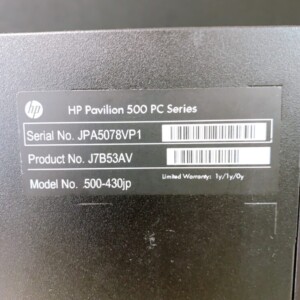 hp HP Pavilion 500 PC Series
Serial No. JPA5078VP1
Product No. J7B53AV
Model No. .500-430jp Limited Warranty: 1y/1y/0y